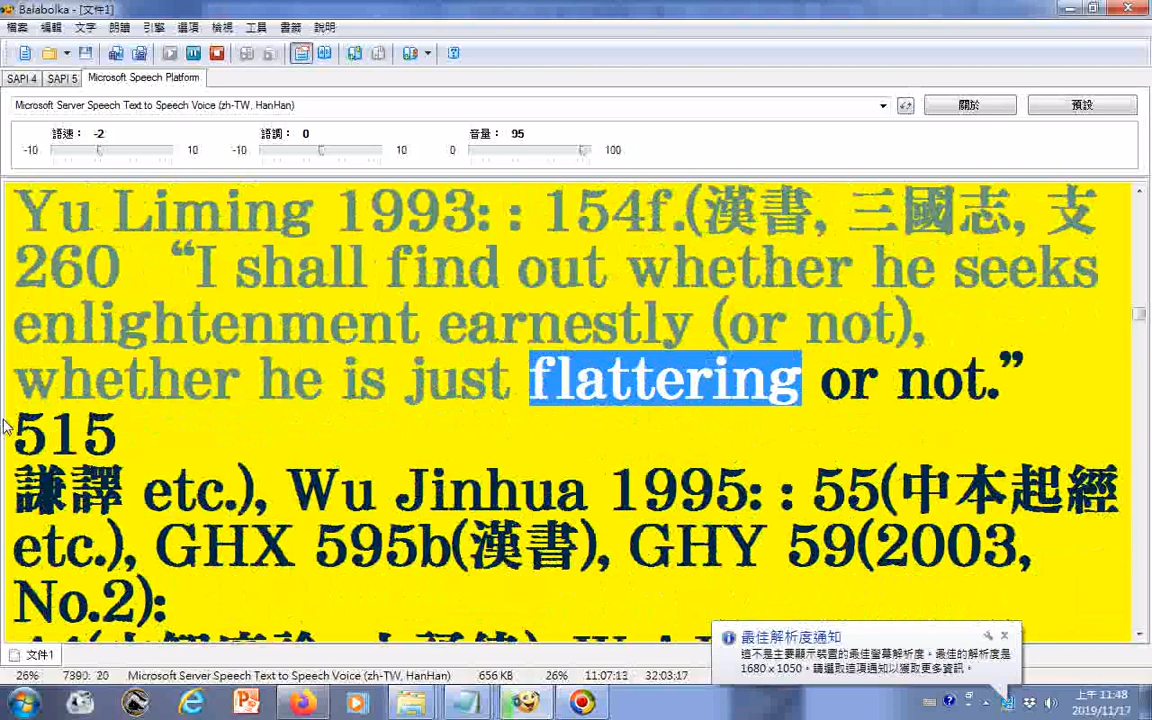 Balabolka - [文件1]
檔案 編輯 文字 朗讀 引擎 選項 檢視 工具 書籤 說明
SAPI 4 SAPI 5 Microsoft Speech Platform
Microsoft Server Speech Text to Speech Voice (zh-TW, HanHan) 關於 預設
語速： -2 語調： 0 音量： 95
-10 10 -10 10 0 100
Yu Liming 1993: : 154f.(漢書, 三國志, 支
260 “I shall find out whether he seeks
enlightenment earnestly (or not),
whether he is just flattering or not.”
515
謙譯 etc.), Wu Jinhua 1995: : 55(中本起經
etc.), GHX 595b(漢書), GHY 59(2003,
No.2):
最佳解析度通知
這不是主要顯示裝置的最佳螢幕解析度。最佳的解析度是
1680 x 1050。請選取這項通知以獲取更多資訊。
文件1
26% 7390: 20 Microsoft Server Speech Text to Speech Voice (zh-TW, HanHan) 656 KB 26% 11:07:13 32:03:17
上午 11:48
2019/11/17